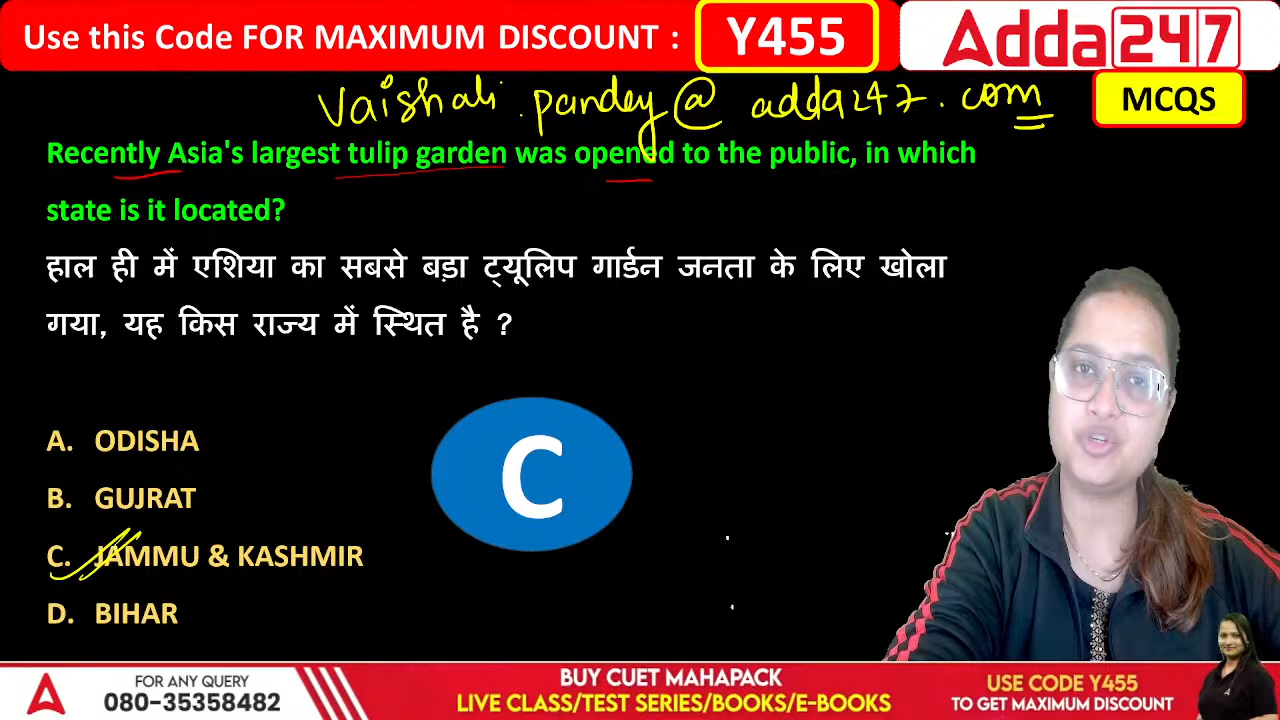 Use this Code FOR MAXIMUM DISCOUNT :
Y455
Adda247
MCQS
Vaishali.pandey@adda247.com
Recently Asia's largest tulip garden was opened to the public, in which
state is it located?
हाल ही में एशिया का सबसे बड़ा ट्यूलिप गार्डन जनता के लिए खोला
गया, यह किस राज्य में स्थित है ?
A. ODISHA
B. GUJRAT
C. JAMMU & KASHMIR
D. BIHAR
C
FOR ANY QUERY
080-35358482
BUY CUET MAHAPACK
LIVE CLASS/TEST SERIES/BOOKS/E-BOOKS
USE CODE Y455
TO GET MAXIMUM DISCOUNT